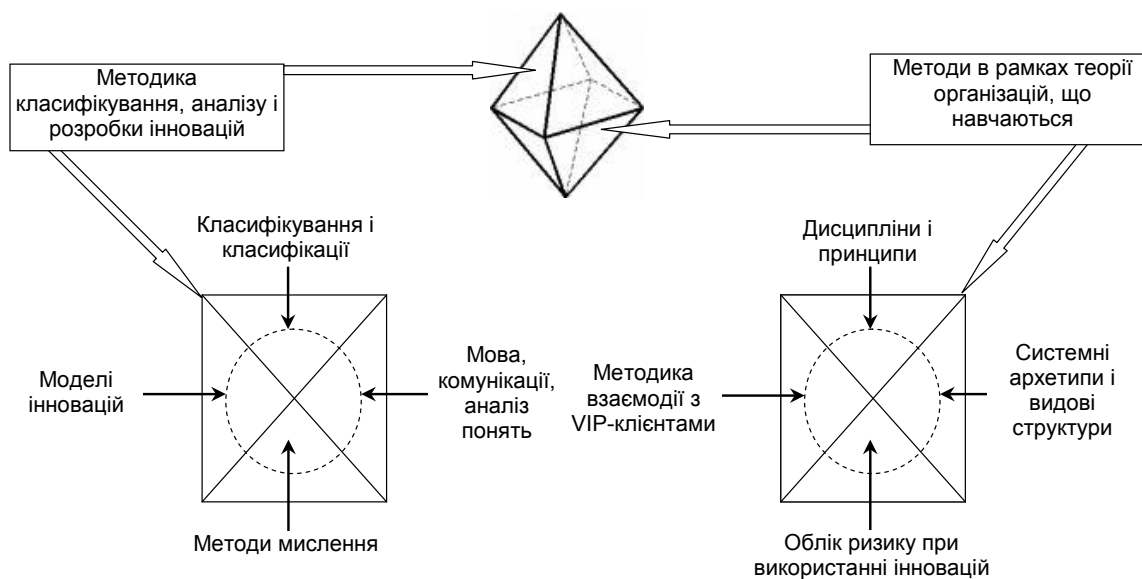 Методика
класифікування, аналізу і
розробки інновацій
Методи в рамках теорії
організацій, що
навчаються
Класифікування і
класифікації
Моделі
інновацій
Мова,
комунікації,
аналіз
понять
Методи мислення
Дисципліни і
принципи
Методика
взаємодії з
VIP-клієнтами
Системні
архетипи і
видові
структури
Облік ризику при
використанні інновацій